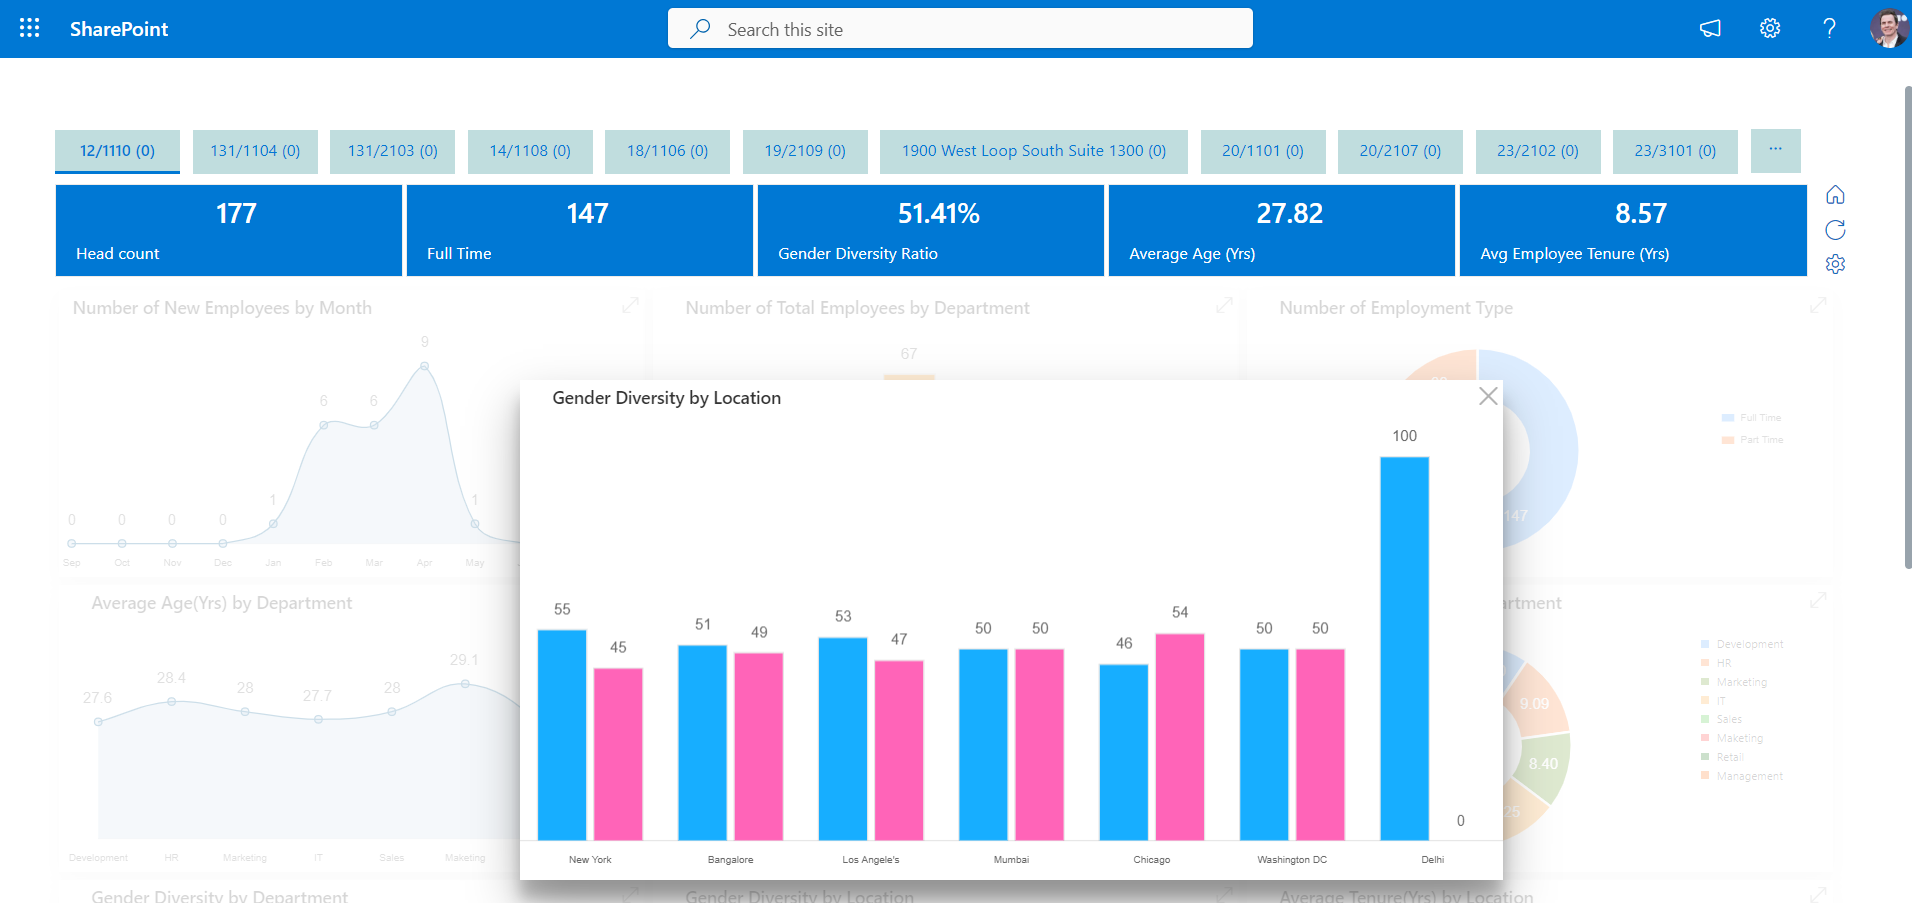 SharePoint
Search this site
12/1110 (0) 131/1104 (0) 131/2103 (0) 14/1108 (0) 18/1106 (0) 19/2109 (0) 1900 West Loop South Suite 1300 (0) 20/1101 (0) 20/2107 (0) 23/2102 (0) 23/3101 (0) ...
177 147 51.41% 27.82 8.57
Head count Full Time Gender Diversity Ratio Average Age (Yrs) Avg Employee Tenure (Yrs)
Number of New Employees by Month
9
6 6
1 1
0 0 0 0
Sep Oct Nov Dec Jan Feb Mar Apr May
Number of Total Employees by Department
67
Number of Employment Type
147
Full Time
Part Time
Gender Diversity by Location
100
55 45 51 49 53 47 50 50 46 54 50 50 0
New York Bangalore Los Angele's Mumbai Chicago Washington DC Delhi
Average Age(Yrs) by Department
27.6 28.4 28 27.7 28 29.1
Development HR Marketing IT Sales Maketing
9.09
8.40
25
Development
HR
Marketing
IT
Sales
Maketing
Retail
Management
Gender Diversity by Department
Gender Diversity by Location
Average Tenure(Yrs) by Location